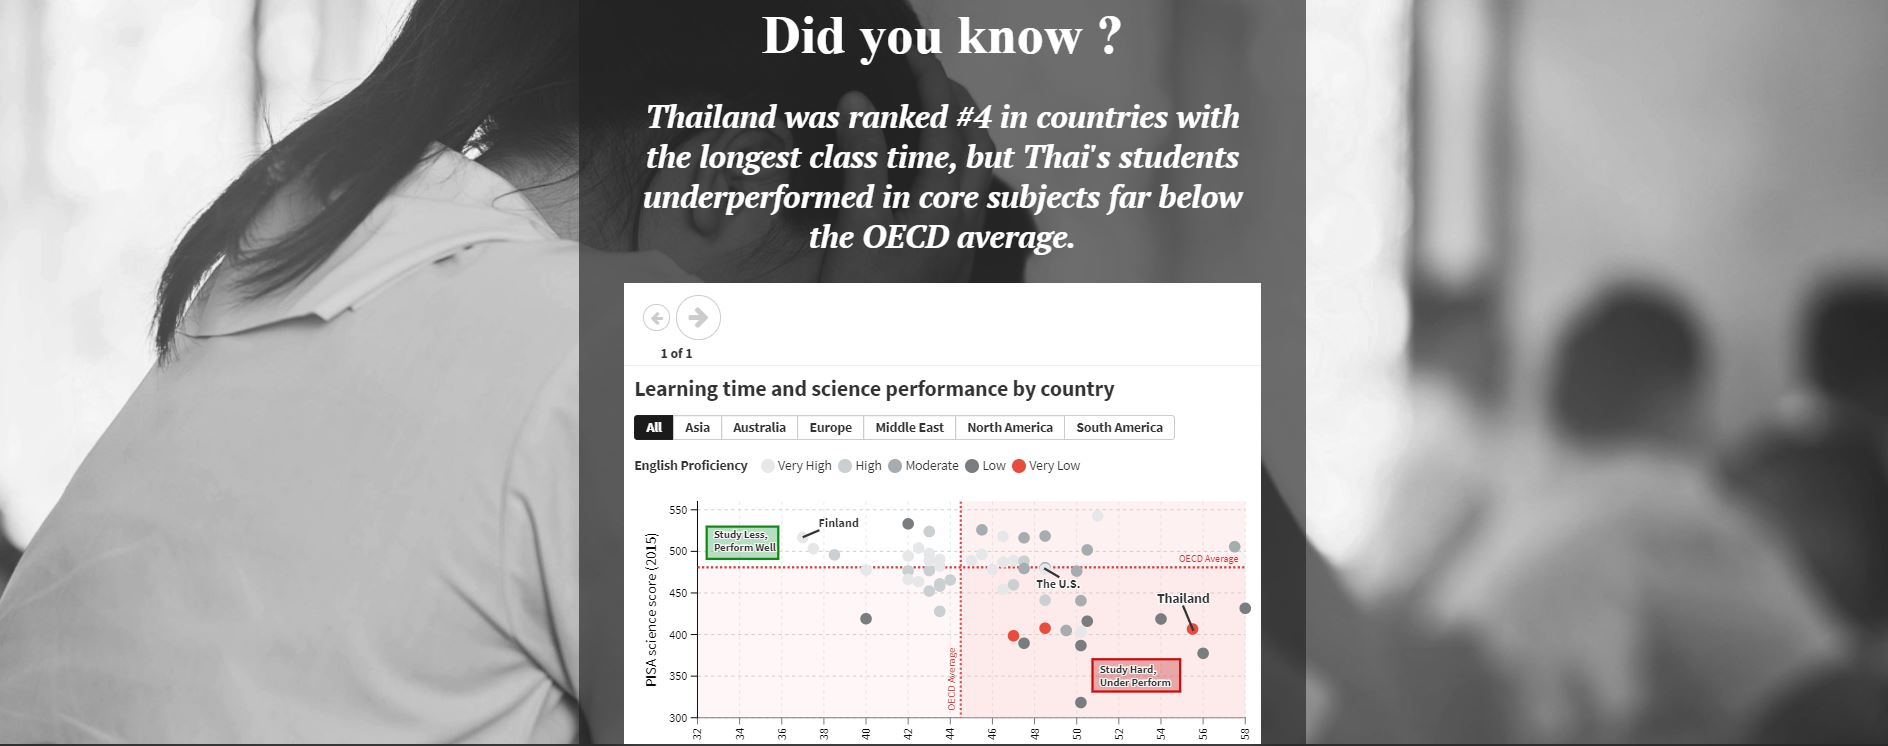 Did you know ?
Thailand was ranked #4 in countries with
the longest class time, but Thai's students
underperformed in core subjects far below
the OECD average.
1 of 1
Learning time and science performance by country
All Asia Australia Europe Middle East North America South America
English Proficiency Very High High Moderate Low Very Low
PISA science score (2015)
550
500
450
400
350
300
Study Less,
Perform Well
Finland
OECD Average
The U.S.
Thailand
OECD Average
Study Hard,
Under Perform
32 34 36 38 40 42 44 46 48 50 52 54 56 58